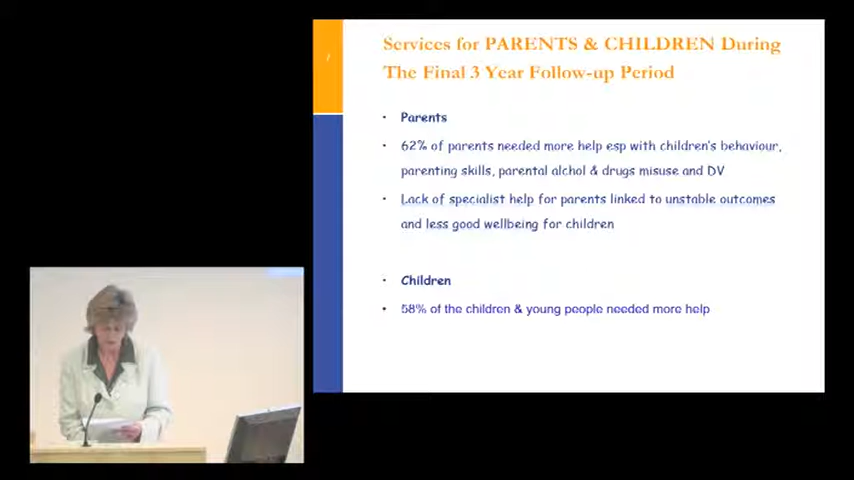 Services for PARENTS & CHILDREN During
The Final 3 Year Follow-up Period
• Parents
• 62% of parents needed more help esp with children's behaviour,
parenting skills, parental alchol & drugs misuse and DV
• Lack of specialist help for parents linked to unstable outcomes
and less good wellbeing for children
• Children
• 58% of the children & young people needed more help